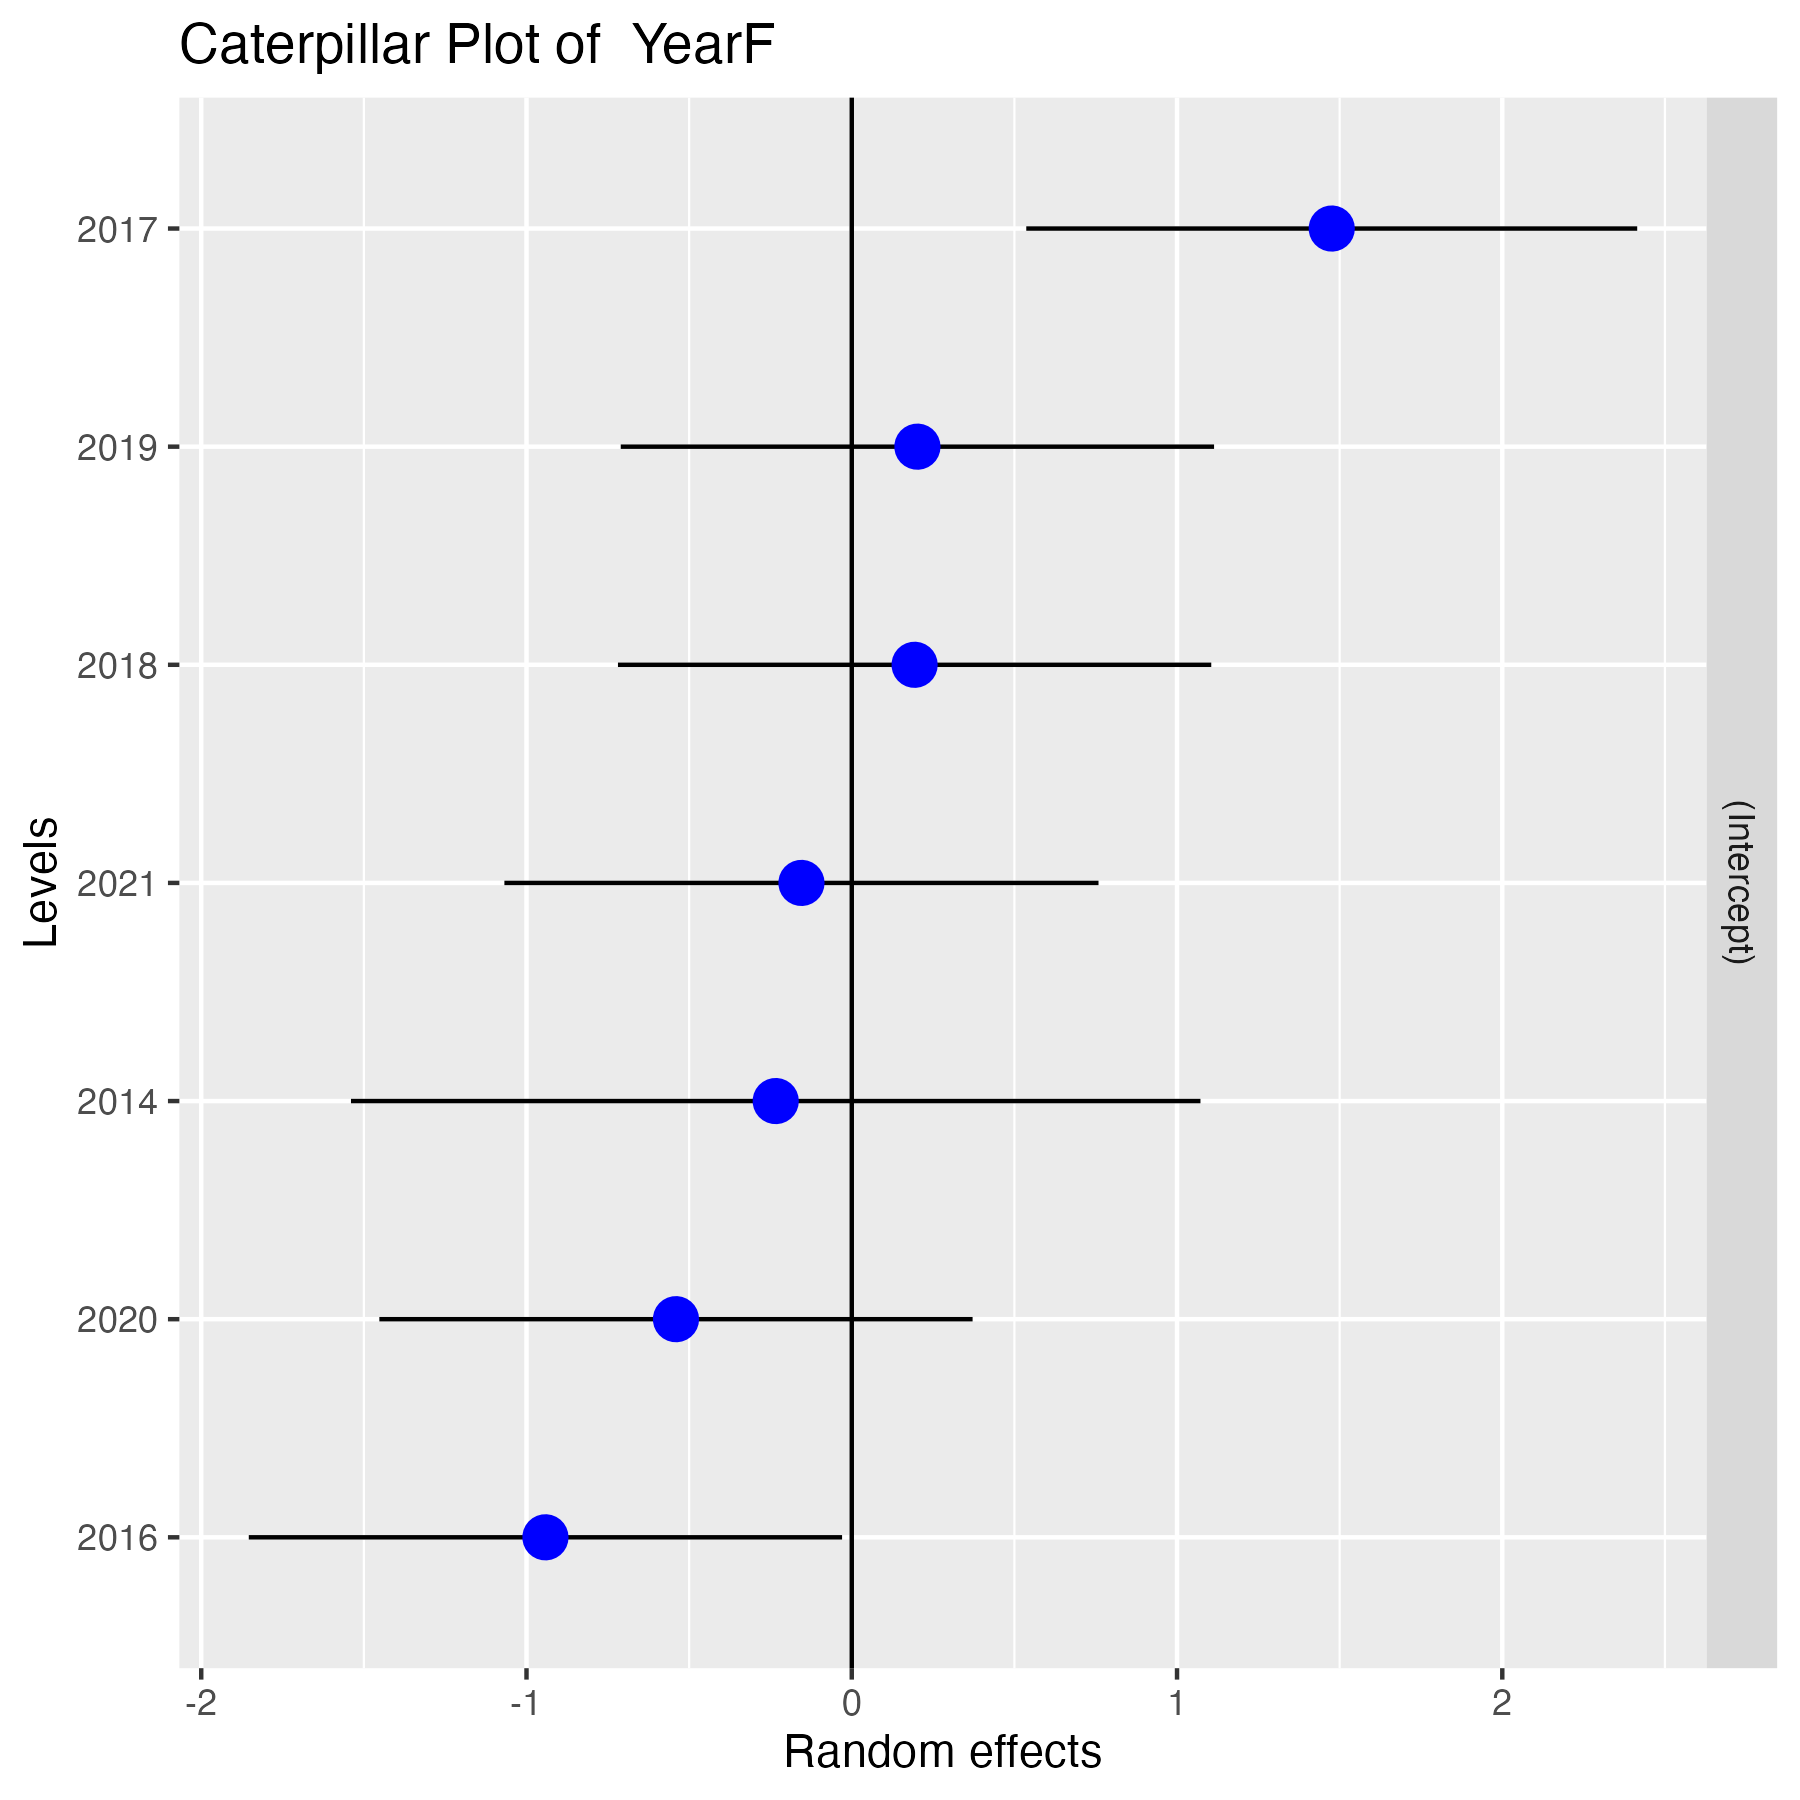 Caterpillar Plot of  YearF
Levels
2017
2019
2018
2021
2014
2020
2016
(Intercept)
-2 -1 0 1 2
Random effects